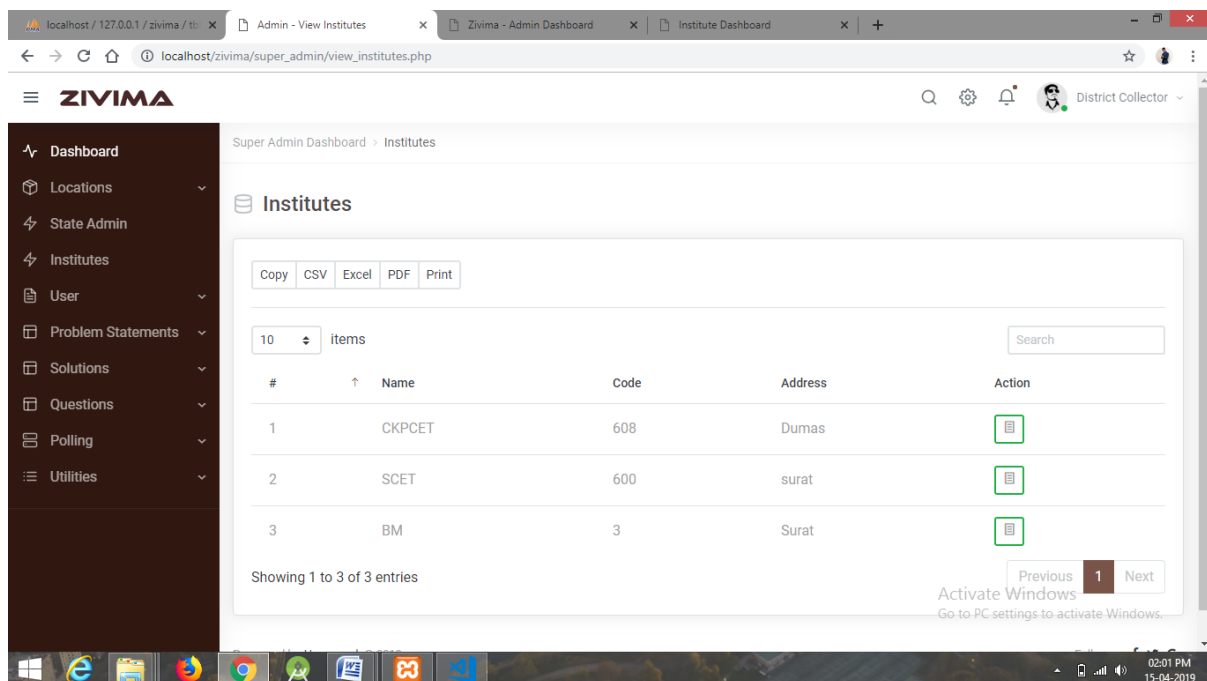 localhost / 127.0.0.1 / zivima / tb
Admin - View Institutes
Zivima - Admin Dashboard
Institute Dashboard
localhost/zivima/super_admin/view_institutes.php
ZIVIMA
District Collector
Dashboard
Locations
State Admin
Institutes
User
Problem Statements
Solutions
Questions
Polling
Utilities
Super Admin Dashboard > Institutes
Institutes
Copy CSV Excel PDF Print
10 items
Search
# Name Code Address Action
1 CKPCET 608 Dumas
2 SCET 600 surat
3 BM 3 Surat
Showing 1 to 3 of 3 entries
Previous 1 Next
Activate Windows
Go to PC settings to activate Windows.
02:01 PM
15-04-2019